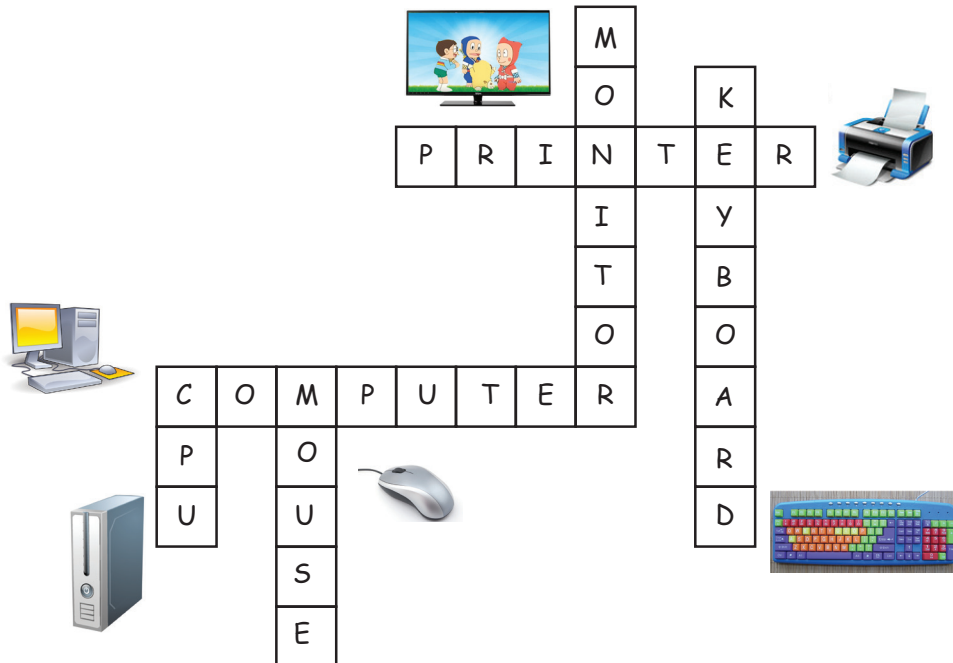 M
O K
P R I N T E R
I Y
T B
O O
C O M P U T E R A
P O R
U U D
S
E